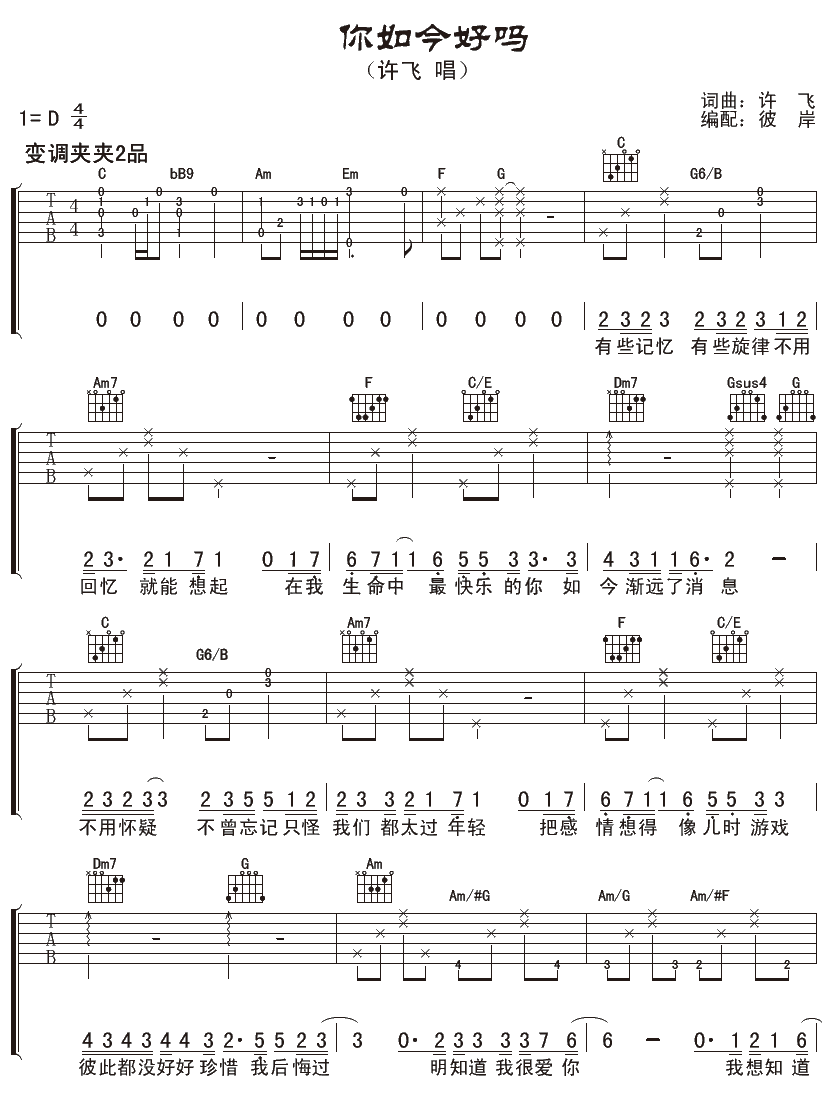 你如今好吗
（许飞 唱）
词曲：许 飞
编配：彼 岸
1=D 4/4
变调夹夹2品
C bB9 Am Em F G C G6/B
T A B 4/4
0 0 0 0 0 0 0 0 0 0 0 0 2 3 2 3 2 3 2 3 1 2
有些记忆 有些旋律不用
Am7 F C/E Dm7 Gsus4 G
T A B
2 3· 2 1 7 1 0 1 7 6 7 1 1 6 5 5 3 3· 3 4 3 1 1 6· 2 —
回忆 就能 想起 在我 生命中 最 快乐 的你 如 今渐远了消 息
C G6/B Am7 F C/E
T A B
2 3 2 3 3 2 3 5 5 1 2 2 3 2 1 7 1 0 1 7 6 7 1 1 6 5 5 3 3
不用怀疑 不 曾忘记只怪 我们 都太过 年轻 把感 情想得 像儿时 游戏
Dm7 G Am Am/#G Am/G Am/#F
T A B
4 3 4 3 4 3 2· 5 5 2 3 3 0· 2 3 3 3 7 6 6 — 0· 1 2 1 6
彼此都没好好 珍惜 我后悔过 明知道 我很爱你 我想知 道